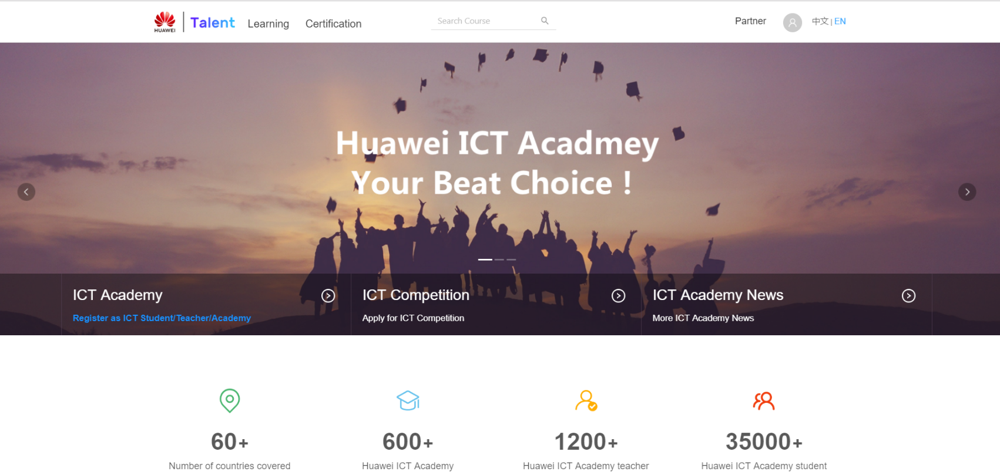 HUAWEI
Talent
Learning
Certification
Search Course
Partner
中文 | EN
Huawei ICT Acadmey
Your Beat Choice !
ICT Academy
Register as ICT Student/Teacher/Academy
ICT Competition
Apply for ICT Competition
ICT Academy News
More ICT Academy News
60+
Number of countries covered
600+
Huawei ICT Academy
1200+
Huawei ICT Academy teacher
35000+
Huawei ICT Academy student